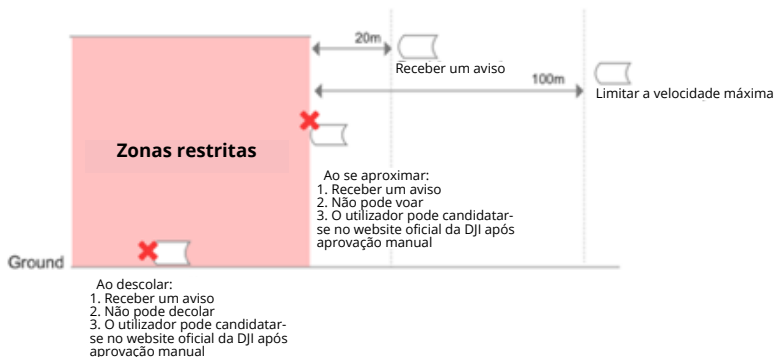 20m
Receber um aviso
100m
Limitar a velocidade máxima
Zonas restritas
Ao se aproximar:
1. Receber um aviso
2. Não pode voar
3. O utilizador pode candidatar-
se no website oficial da DJI após
aprovação manual
Ground
Ao descolar:
1. Receber um aviso
2. Não pode decolar
3. O utilizador pode candidatar-
se no website oficial da DJI após
aprovação manual